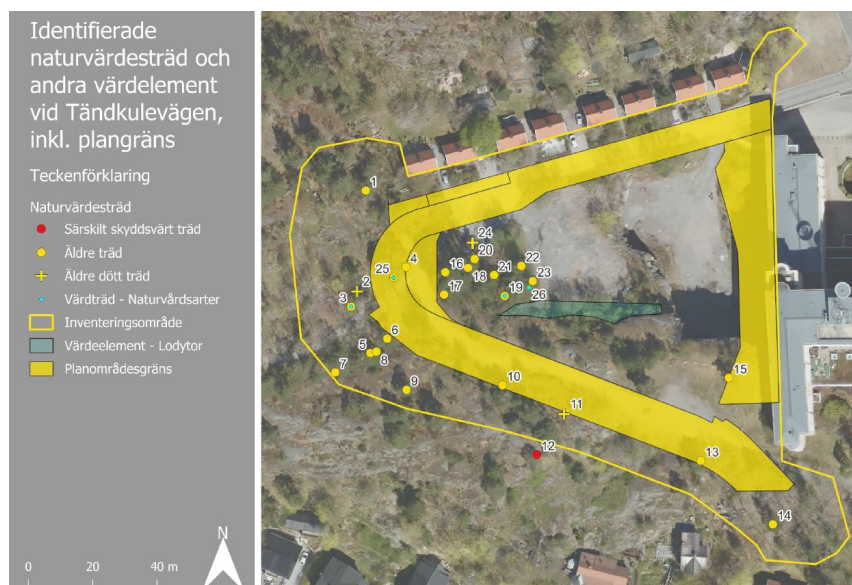 Identifierade
naturvärdesträd och
andra värdelement
vid Tändkulevägen,
inkl. plangräns
Teckenförklaring
Naturvärdesträd
Särskilt skyddsvärt träd
Äldre träd
Äldre dött träd
Värdträd - Naturvårdsarter
Inventeringsområde
Värdeelement - Lodytor
Planområdesgräns
N
0 20 40 m
1
24
20
4
22
16
18
21
23
25
2
17
19
26
3
6
5
8
7
15
9
10
11
12
13
14